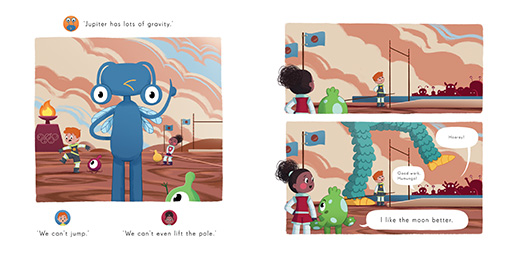 'Jupiter has lots of gravity.'
'We can't jump.'
'We can't even lift the pole.'
Hooray!
Good work,
Humungo!
I like the moon better.